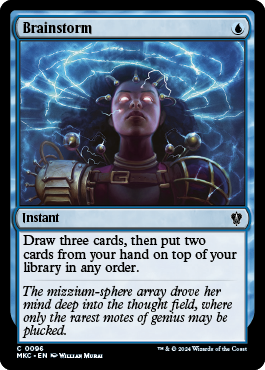 Brainstorm
Instant
Draw three cards, then put two
cards from your hand on top of your
library in any order.
The mizzium-sphere array drove her
mind deep into the thought field, where
only the rarest motes of genius may be
plucked.
C 0096
MKC • EN Willian Murai
™ & © 2024 Wizards of the Coast